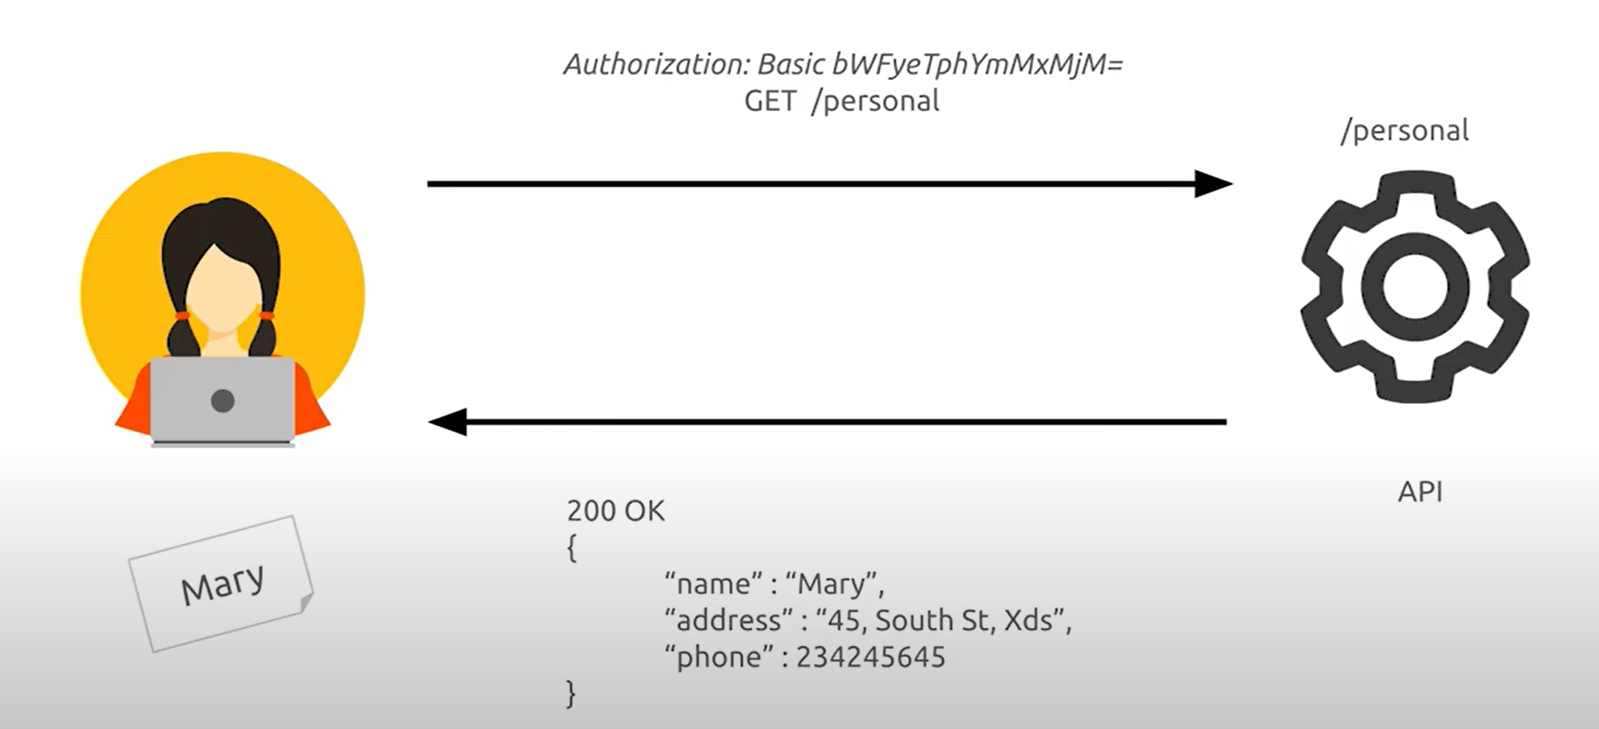 Authorization: Basic bWFyeTphYmMxMjM=
GET /personal
/personal
API
Mary
200 OK
{
“name” : “Mary”,
“address” : “45, South St, Xds”,
“phone” : 234245645
}